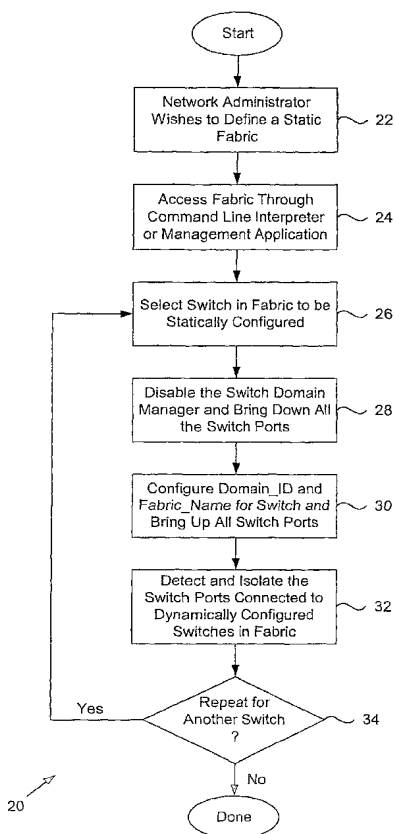 Start
Network Administrator
Wishes to Define a Static
Fabric
22
Access Fabric Through
Command Line Interpreter
or Management Application
24
Select Switch in Fabric to be
Statically Configured
26
Disable the Switch Domain
Manager and Bring Down All
the Switch Ports
28
Configure Domain_ID and
Fabric_Name for Switch and
Bring Up All Switch Ports
30
Detect and Isolate the
Switch Ports Connected to
Dynamically Configured
Switches in Fabric
32
Repeat for
Another Switch
?
34
Yes
No
20
Done